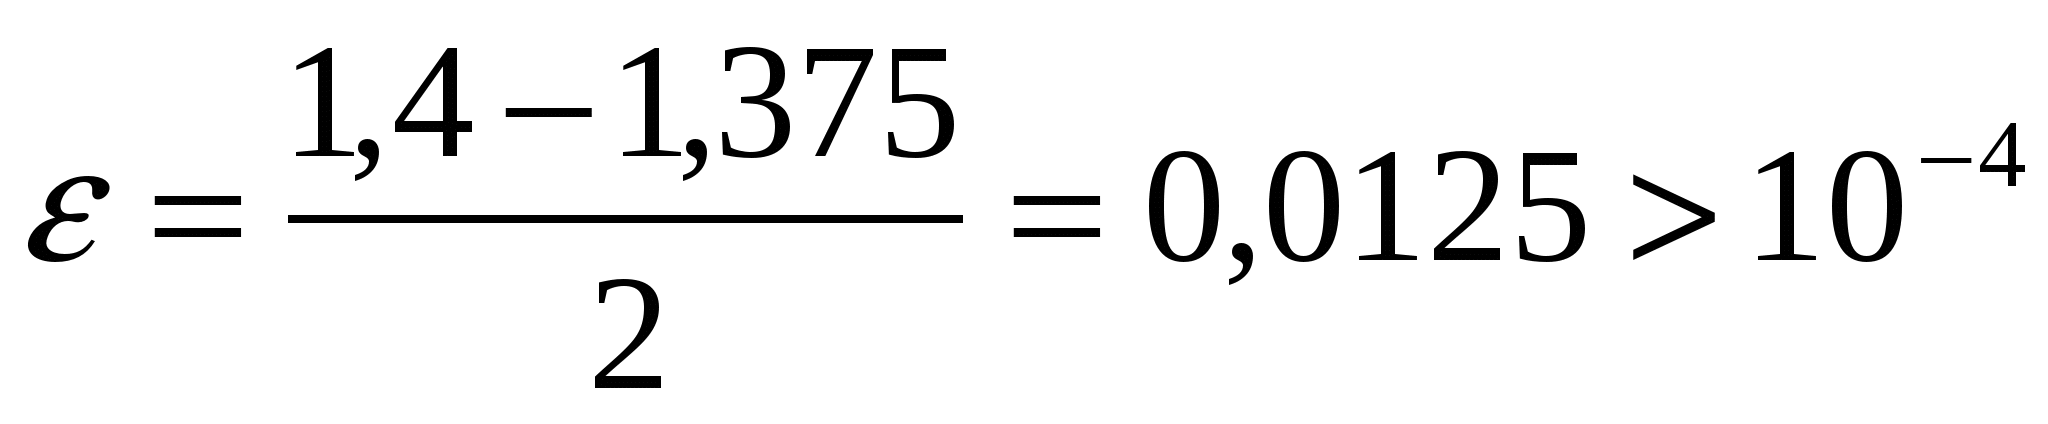 ε = (1,4 − 1,375) / 2 = 0,0125 > 10⁻⁴